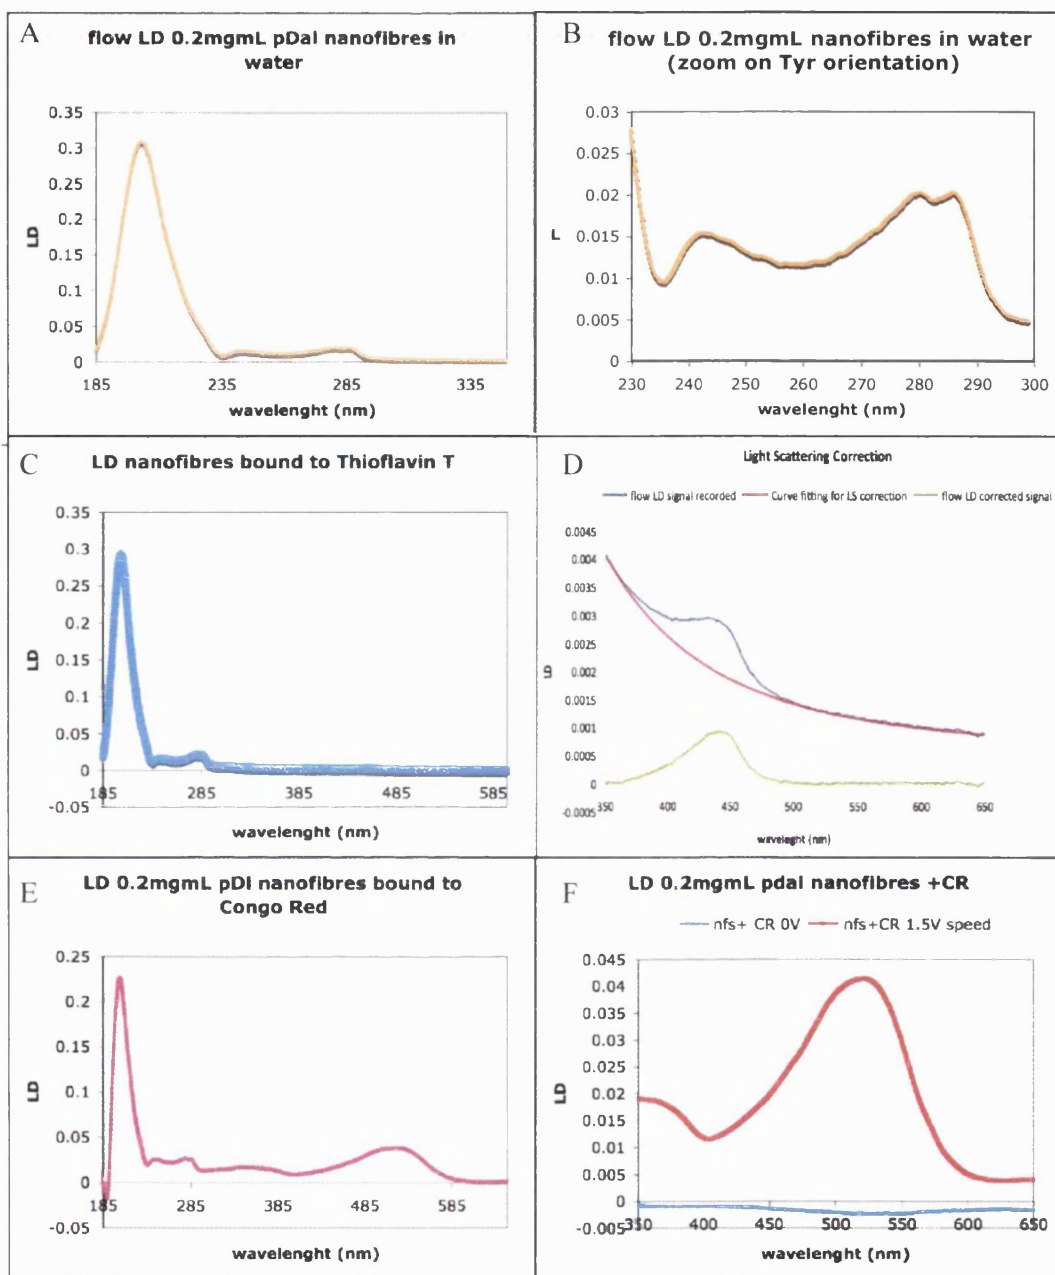 A
flow LD 0.2mgmL pDal nanofibres in
water
0.35
0.3
0.25
0.2
0.15
0.1
0.05
0
LD
185
235
285
335
wavelenght (nm)
B
flow LD 0.2mgmL nanofibres in water
(zoom on Tyr orientation)
0.03
0.025
0.02
0.015
0.01
0.005
0
L
230
240
250
260
270
280
290
300
wavelenght (nm)
C
LD nanofibres bound to Thioflavin T
0.35
0.3
0.25
0.2
0.15
0.1
0.05
0
-0.05
LD
185
285
385
485
585
wavelenght (nm)
D
Light Scattering Correction
flow LD signal recorded
Curve fitting for LS correction
flow LD corrected signal
0.0045
0.004
0.0035
0.003
0.0025
0.002
0.0015
0.001
0.0005
0
-0.0005
LD
350
400
450
500
550
600
650
waveleght (nm)
E
LD 0.2mgmL pDl nanofibres bound to
Congo Red
0.25
0.2
0.15
0.1
0.05
0
-0.05
LD
185
285
385
485
585
wavelenght (nm)
F
LD 0.2mgmL pdal nanofibres +CR
nfs+ CR 0V
nfs+CR 1.5V speed
0.045
0.04
0.035
0.03
0.025
0.02
0.015
0.01
0.005
0
-0.005
LD
350
400
450
500
550
600
650
wavelenght (nm)